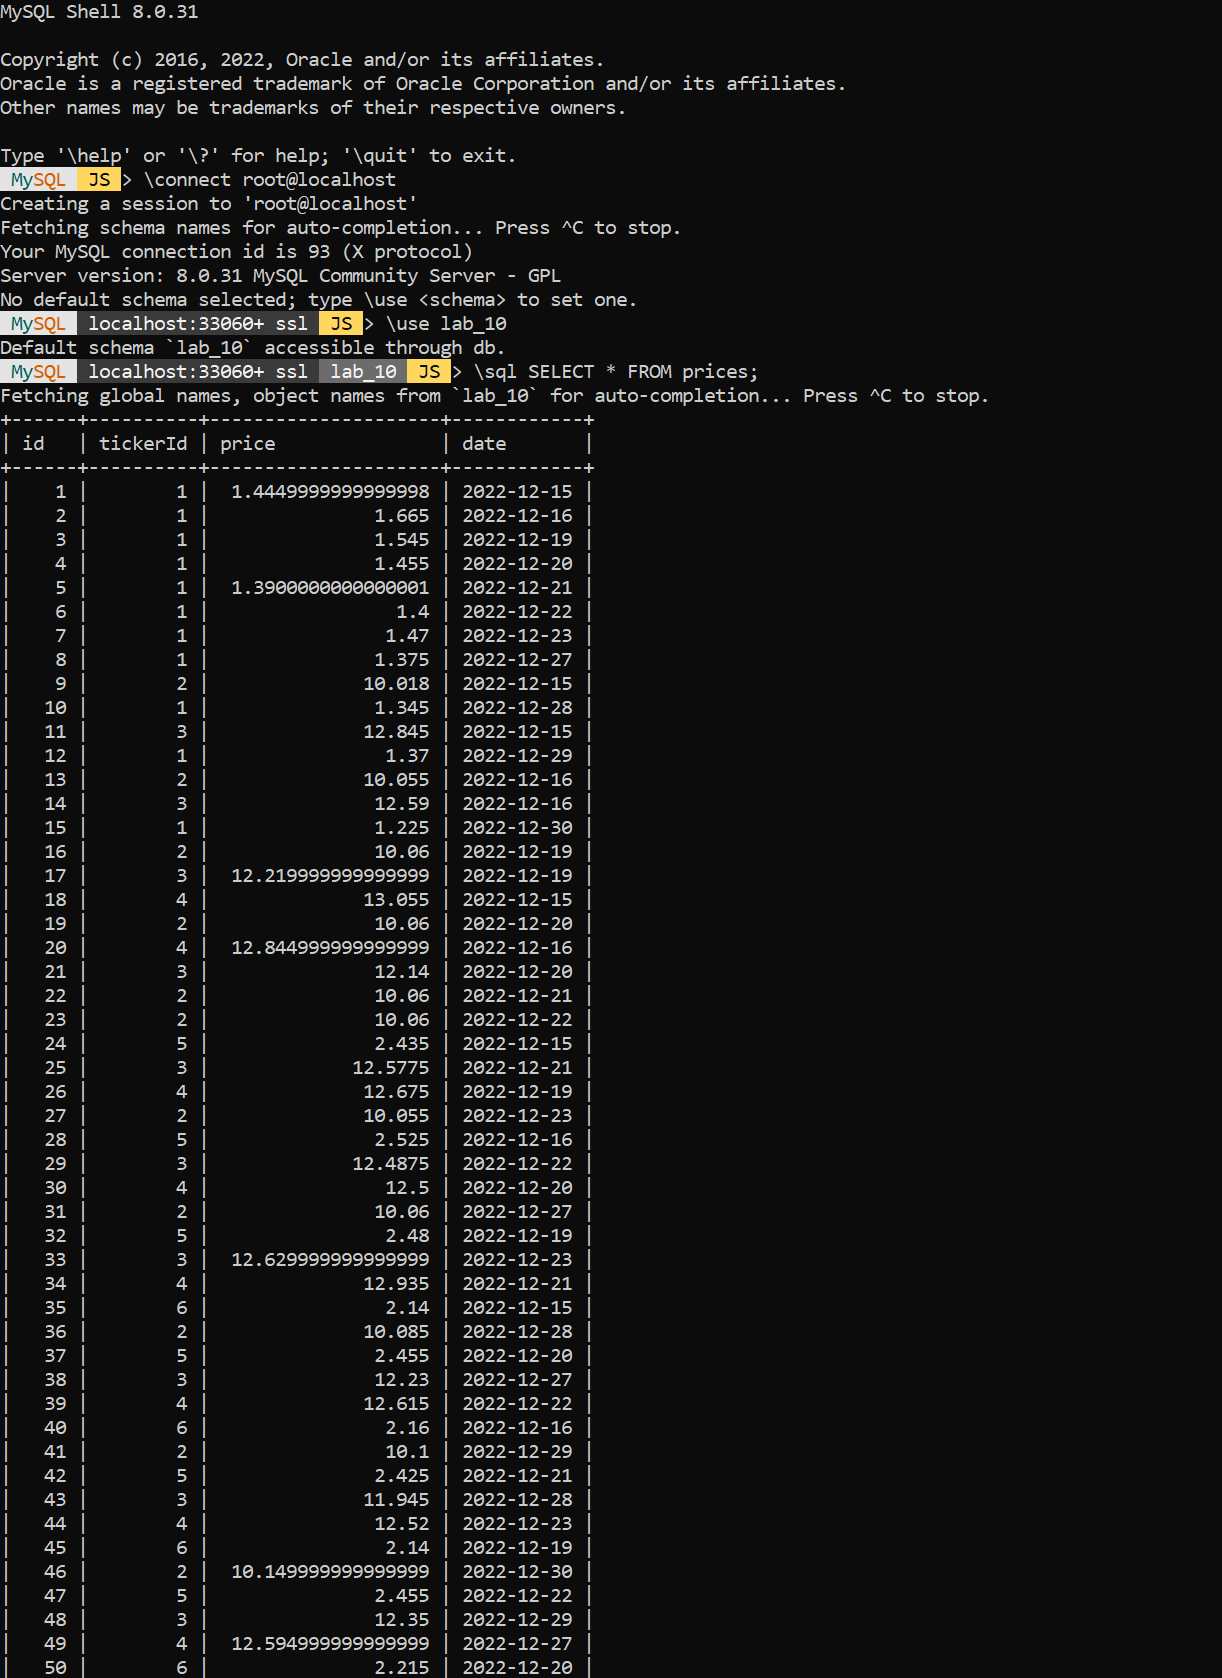 MySQL Shell 8.0.31
Copyright (c) 2016, 2022, Oracle and/or its affiliates.
Oracle is a registered trademark of Oracle Corporation and/or its affiliates.
Other names may be trademarks of their respective owners.
Type '\help' or '\?' for help; '\quit' to exit.
MySQL JS > \connect root@localhost
Creating a session to 'root@localhost'
Fetching schema names for auto-completion... Press ^C to stop.
Your MySQL connection id is 93 (X protocol)
Server version: 8.0.31 MySQL Community Server - GPL
No default schema selected; type \use <schema> to set one.
MySQL localhost:33060+ ssl JS > \use lab_10
Default schema `lab_10` accessible through db.
MySQL localhost:33060+ ssl lab_10 JS > \sql SELECT * FROM prices;
Fetching global names, object names from `lab_10` for auto-completion... Press ^C to stop.
+------+----------+---------------------+------------+
| id   | tickerId | price               | date       |
+------+----------+---------------------+------------+
|    1 |        1 |  1.4449999999999998 | 2022-12-15 |
|    2 |        1 |               1.665 | 2022-12-16 |
|    3 |        1 |               1.545 | 2022-12-19 |
|    4 |        1 |               1.455 | 2022-12-20 |
|    5 |        1 |  1.3900000000000001 | 2022-12-21 |
|    6 |        1 |                 1.4 | 2022-12-22 |
|    7 |        1 |                1.47 | 2022-12-23 |
|    8 |        1 |               1.375 | 2022-12-27 |
|    9 |        2 |              10.018 | 2022-12-15 |
|   10 |        1 |               1.345 | 2022-12-28 |
|   11 |        3 |              12.845 | 2022-12-15 |
|   12 |        1 |                1.37 | 2022-12-29 |
|   13 |        2 |              10.055 | 2022-12-16 |
|   14 |        3 |               12.59 | 2022-12-16 |
|   15 |        1 |               1.225 | 2022-12-30 |
|   16 |        2 |               10.06 | 2022-12-19 |
|   17 |        3 |  12.219999999999999 | 2022-12-19 |
|   18 |        4 |              13.055 | 2022-12-15 |
|   19 |        2 |               10.06 | 2022-12-20 |
|   20 |        4 |  12.844999999999999 | 2022-12-16 |
|   21 |        3 |               12.14 | 2022-12-20 |
|   22 |        2 |               10.06 | 2022-12-21 |
|   23 |        2 |               10.06 | 2022-12-22 |
|   24 |        5 |               2.435 | 2022-12-15 |
|   25 |        3 |             12.5775 | 2022-12-21 |
|   26 |        4 |              12.675 | 2022-12-19 |
|   27 |        2 |              10.055 | 2022-12-23 |
|   28 |        5 |               2.525 | 2022-12-16 |
|   29 |        3 |             12.4875 | 2022-12-22 |
|   30 |        4 |                12.5 | 2022-12-20 |
|   31 |        2 |               10.06 | 2022-12-27 |
|   32 |        5 |                2.48 | 2022-12-19 |
|   33 |        3 |  12.629999999999999 | 2022-12-23 |
|   34 |        4 |              12.935 | 2022-12-21 |
|   35 |        6 |                2.14 | 2022-12-15 |
|   36 |        2 |              10.085 | 2022-12-28 |
|   37 |        5 |               2.455 | 2022-12-20 |
|   38 |        3 |               12.23 | 2022-12-27 |
|   39 |        4 |              12.615 | 2022-12-22 |
|   40 |        6 |                2.16 | 2022-12-16 |
|   41 |        2 |                10.1 | 2022-12-29 |
|   42 |        5 |               2.425 | 2022-12-21 |
|   43 |        3 |              11.945 | 2022-12-28 |
|   44 |        4 |               12.52 | 2022-12-23 |
|   45 |        6 |                2.14 | 2022-12-19 |
|   46 |        2 |  10.149999999999999 | 2022-12-30 |
|   47 |        5 |               2.455 | 2022-12-22 |
|   48 |        3 |               12.35 | 2022-12-29 |
|   49 |        4 |  12.594999999999999 | 2022-12-27 |
|   50 |        6 |               2.215 | 2022-12-20 |